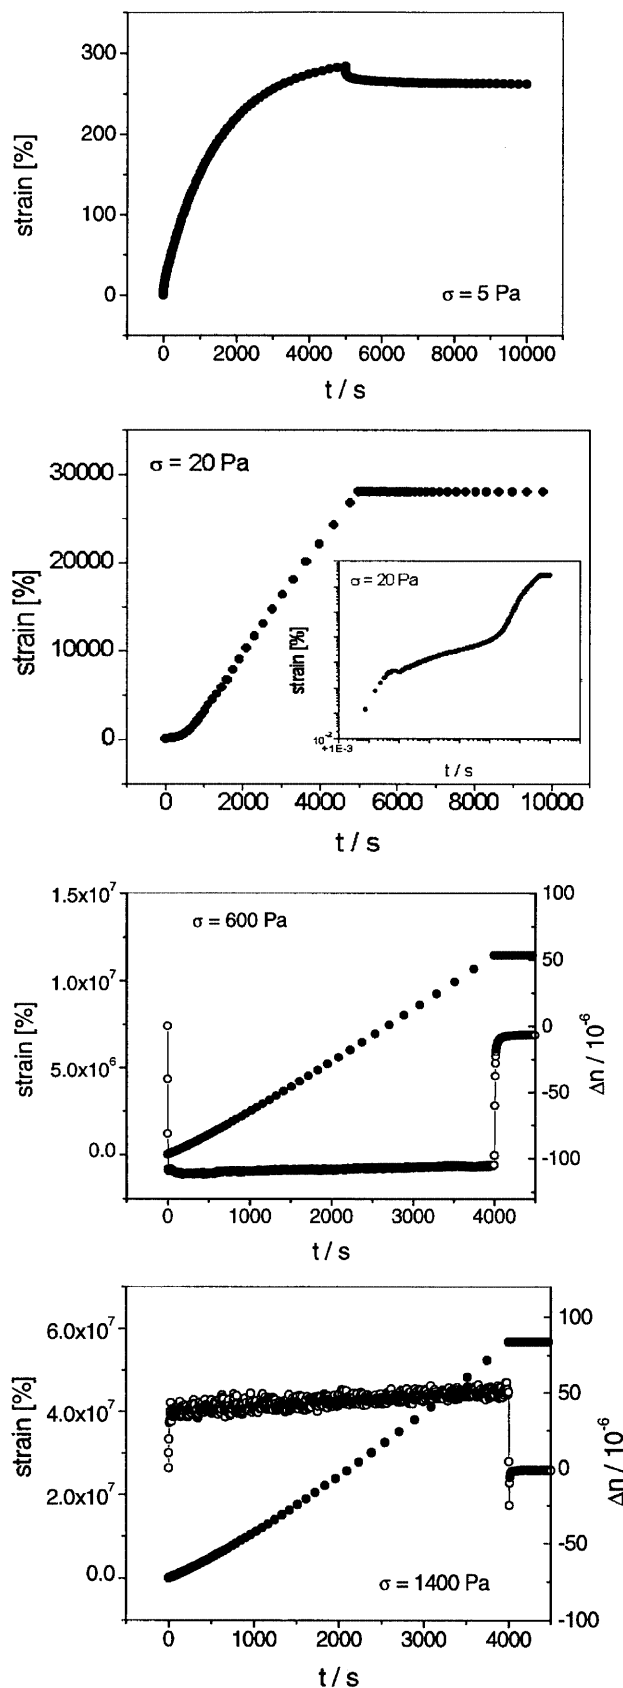 300
200
100
0
strain [%]
σ = 5 Pa
0 2000 4000 6000 8000 10000
t / s
30000
20000
10000
0
strain [%]
σ = 20 Pa
σ = 20 Pa
strain [%]
10⁻²
+1E-3
t / s
0 2000 4000 6000 8000 10000
t / s
1.5x10⁷
1.0x10⁷
5.0x10⁶
0.0
strain [%]
σ = 600 Pa
100
50
0
-50
-100
Δn / 10⁻⁶
0 1000 2000 3000 4000
t / s
6.0x10⁷
4.0x10⁷
2.0x10⁷
0.0
strain [%]
σ = 1400 Pa
100
50
0
-50
-100
Δn / 10⁻⁶
0 1000 2000 3000 4000
t / s